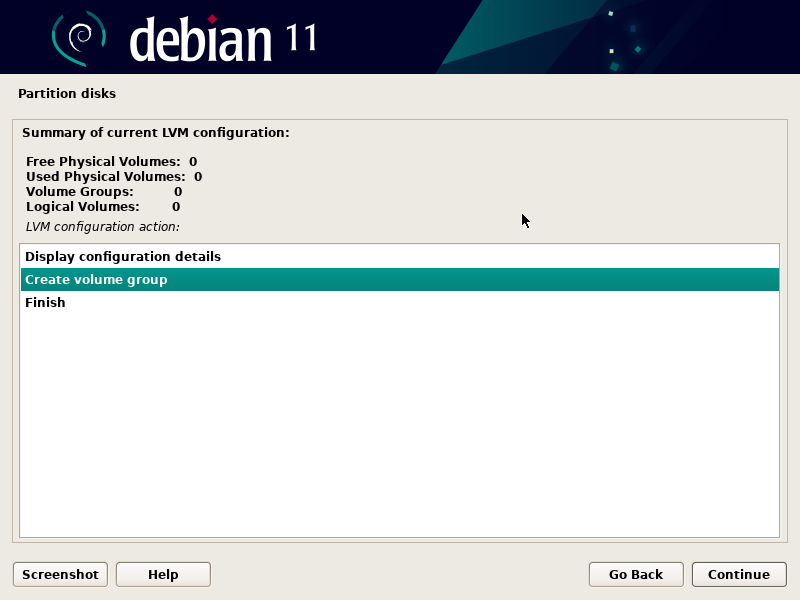 debian 11
Partition disks
Summary of current LVM configuration:
Free Physical Volumes: 0
Used Physical Volumes: 0
Volume Groups: 0
Logical Volumes: 0
LVM configuration action:
Display configuration details
Create volume group
Finish
Screenshot Help Go Back Continue